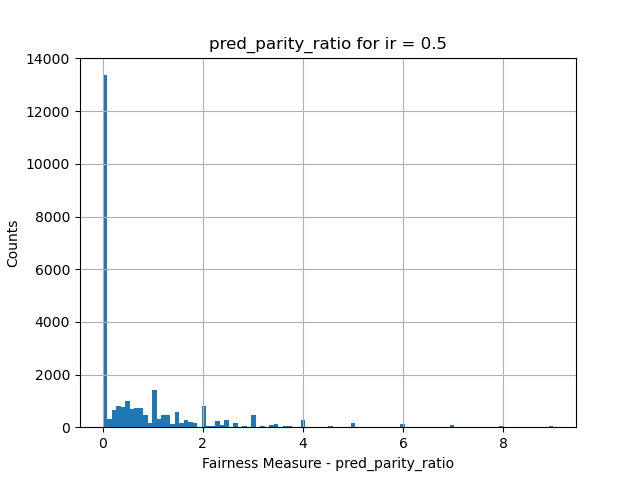 pred_parity_ratio for ir = 0.5
14000
12000
10000
8000
6000
4000
2000
0
Counts
0 2 4 6 8
Fairness Measure - pred_parity_ratio